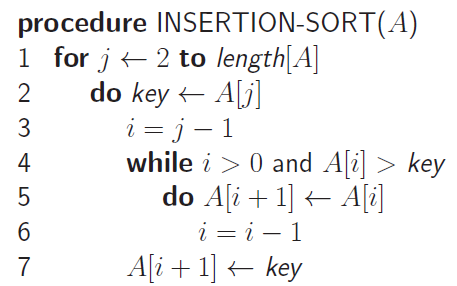 procedure INSERTION-SORT(A)
1 for j ← 2 to length[A]
2 do key ← A[j]
3 i = j − 1
4 while i > 0 and A[i] > key
5 do A[i + 1] ← A[i]
6 i = i − 1
7 A[i + 1] ← key